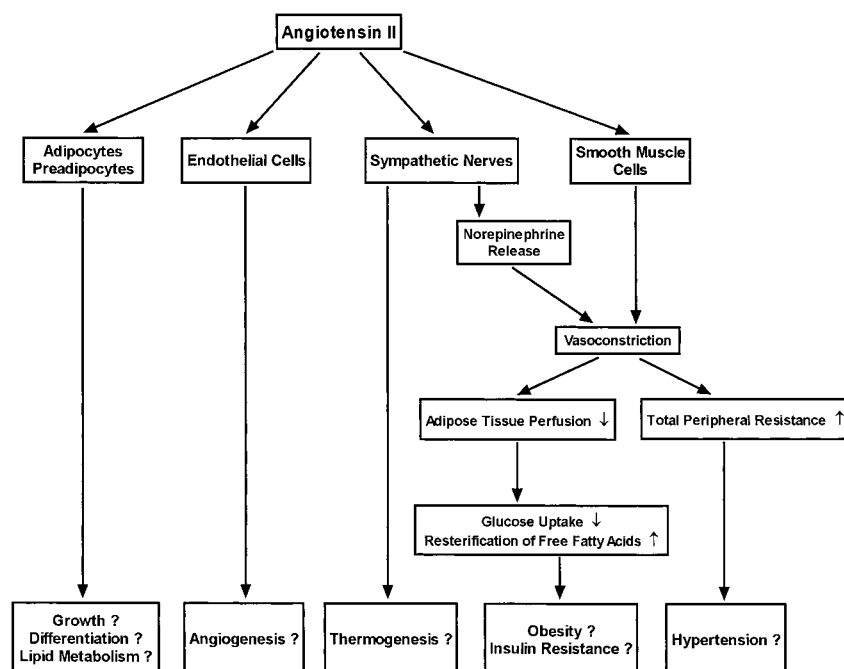 Angiotensin II
Adipocytes
Preadipocytes
Endothelial Cells
Sympathetic Nerves
Smooth Muscle
Cells
Norepinephrine
Release
Vasoconstriction
Adipose Tissue Perfusion ↓
Total Peripheral Resistance ↑
Glucose Uptake ↓
Resterification of Free Fatty Acids ↑
Growth ?
Differentiation ?
Lipid Metabolism ?
Angiogenesis ?
Thermogenesis ?
Obesity ?
Insulin Resistance ?
Hypertension ?